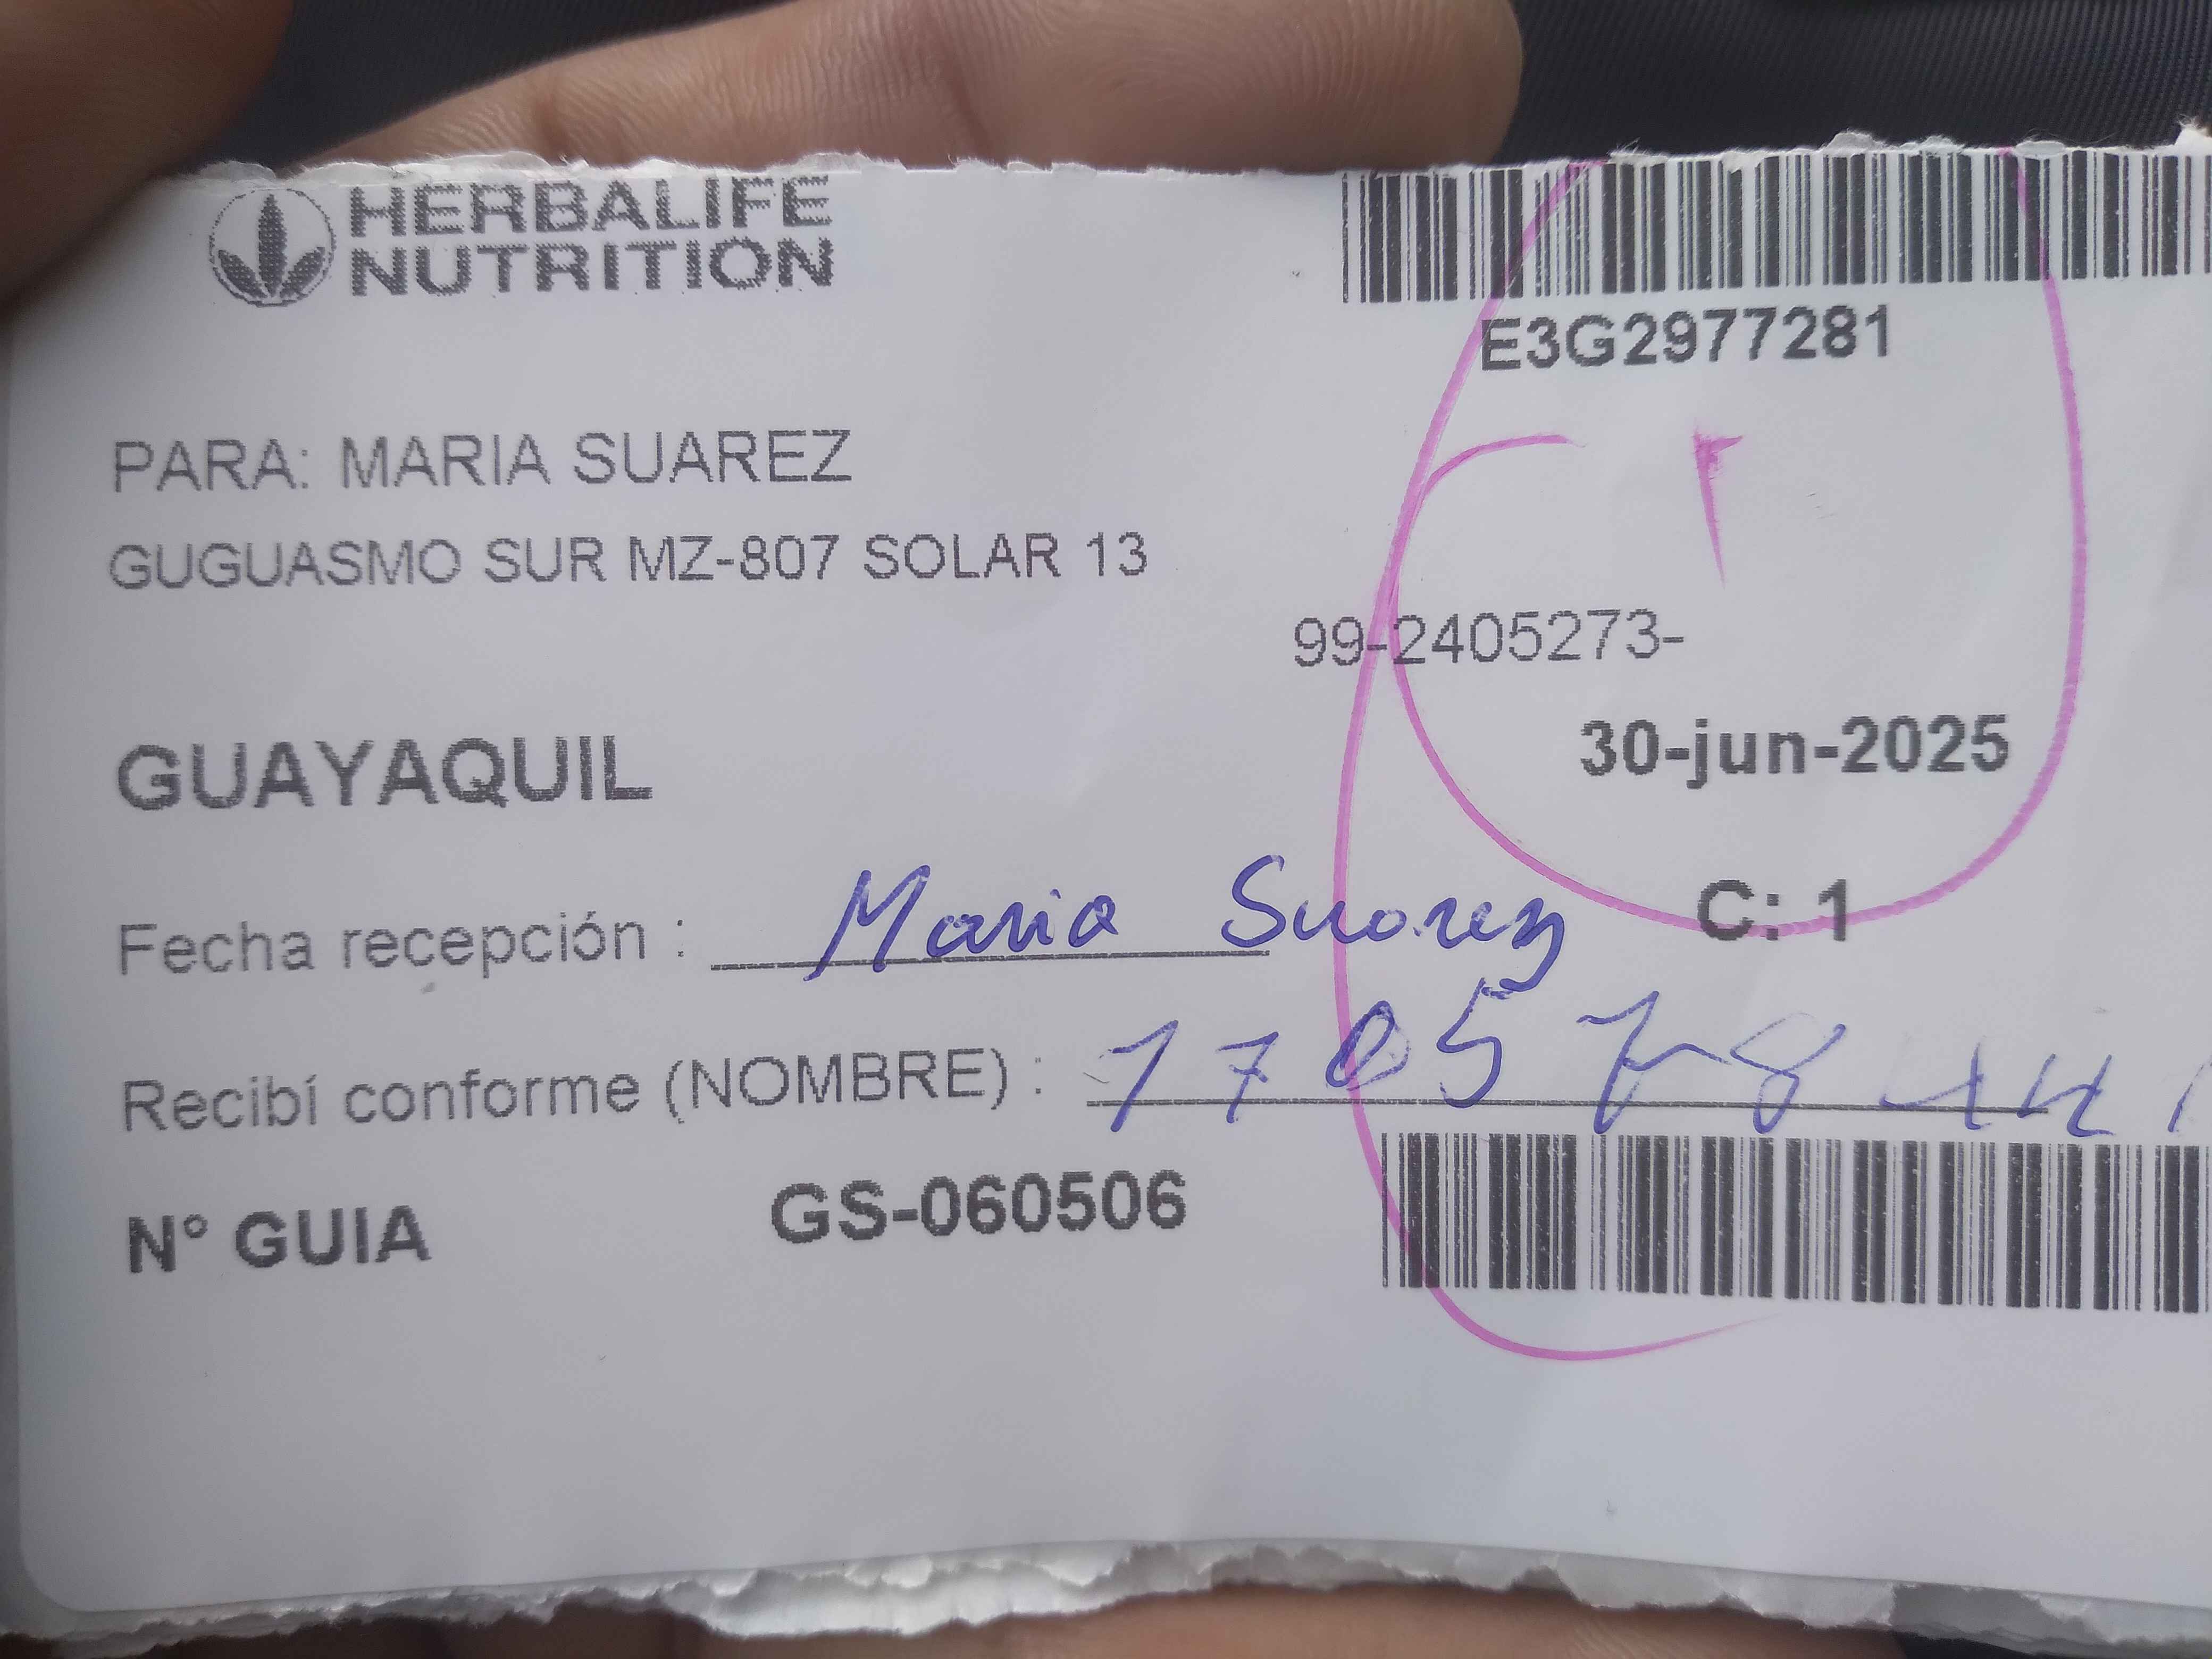 HERBALIFE
NUTRITION
E3G2977281
PARA: MARIA SUAREZ
GUGUASMO SUR MZ-807 SOLAR 13
99-2405273-
30-jun-2025
GUAYAQUIL
C: 1
Fecha recepción : Maria Suarez
Recibí conforme (NOMBRE) :
N° GUIA GS-060506